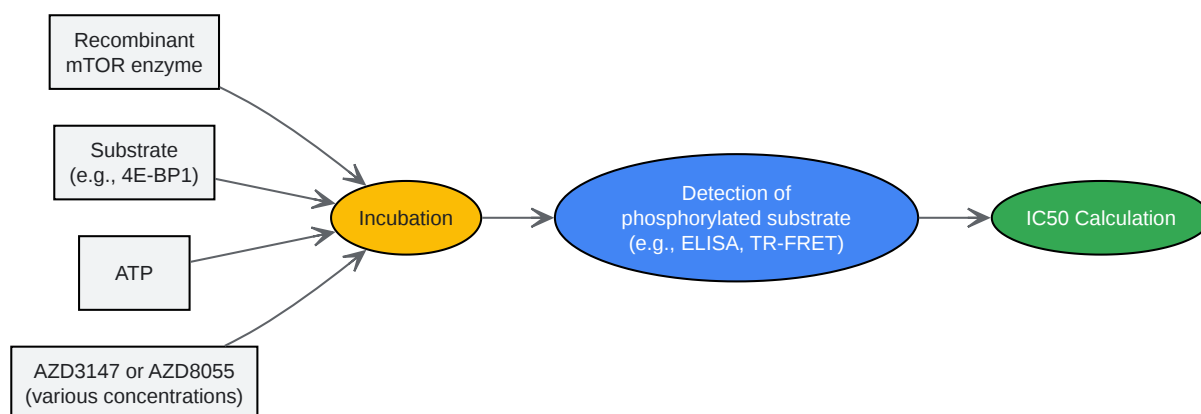 Recombinant
mTOR enzyme
Substrate
(e.g., 4E-BP1)
ATP
AZD3147 or AZD8055
(various concentrations)
Incubation
Detection of
phosphorylated substrate
(e.g., ELISA, TR-FRET)
IC50 Calculation